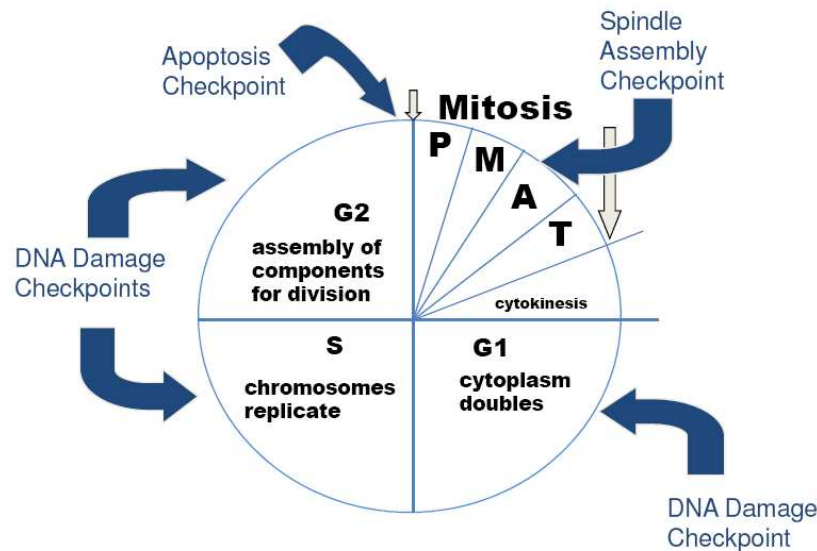 Apoptosis
Checkpoint
Spindle
Assembly
Checkpoint
Mitosis
P
M
A
T
G2
assembly of
components
for division
DNA Damage
Checkpoints
cytokinesis
S
chromosomes
replicate
G1
cytoplasm
doubles
DNA Damage
Checkpoint